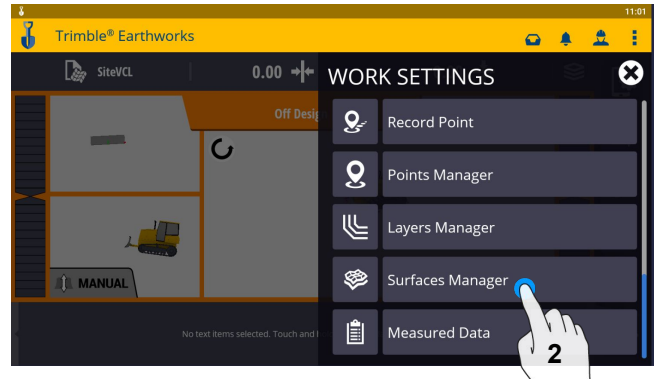 11:01
Trimble® Earthworks
SiteVCL
0.00
WORK SETTINGS
Off Desig
Record Point
Points Manager
Layers Manager
Surfaces Manager
MANUAL
Measured Data
No text items selected. Touch and
2